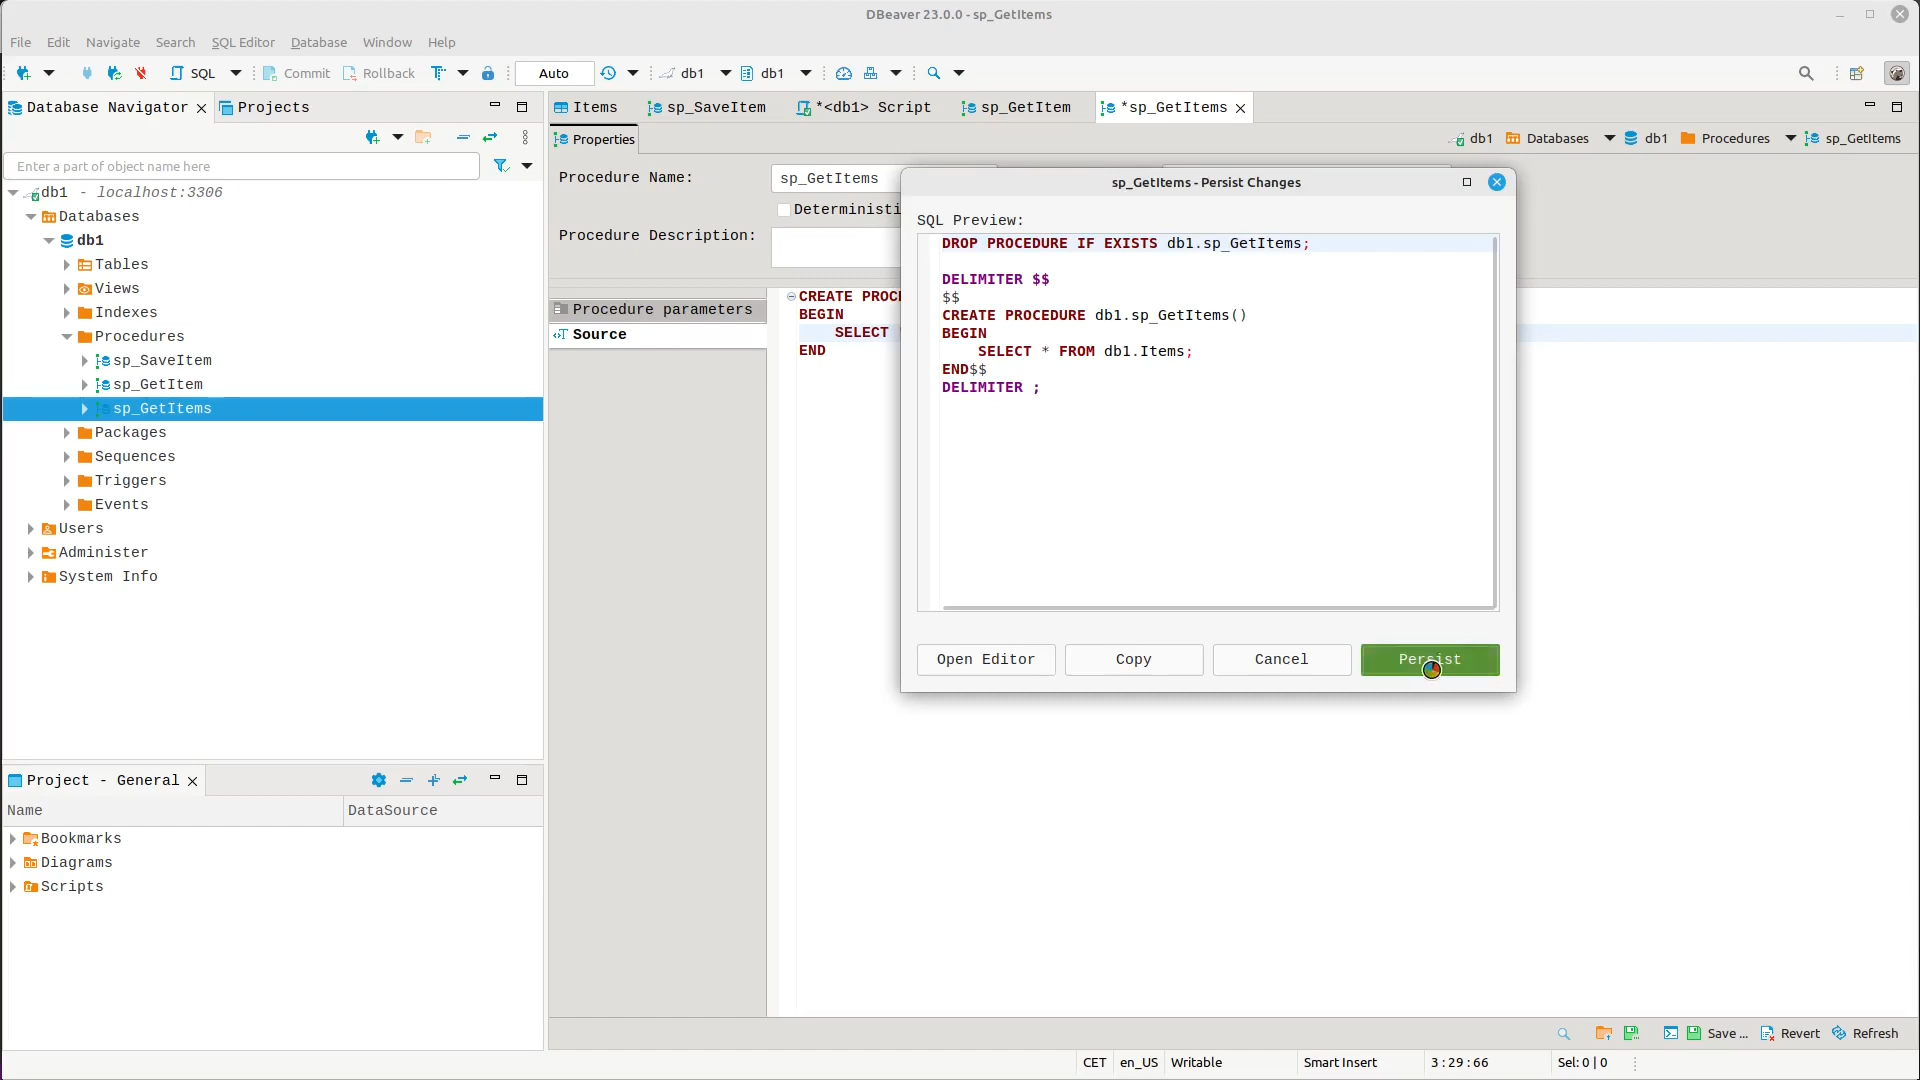 DBeaver 23.0.0 - sp_GetItems
File Edit Navigate Search SQL Editor Database Window Help
SQL Commit Rollback Auto db1 db1
Database Navigator Projects
Items sp_SaveItem *<db1> Script sp_GetItem *sp_GetItems
Properties
db1 Databases db1 Procedures sp_GetItems
Enter a part of object name here
db1 - localhost:3306
Databases
db1
Tables
Views
Indexes
Procedures
sp_SaveItem
sp_GetItem
sp_GetItems
Packages
Sequences
Triggers
Events
Users
Administer
System Info
Procedure Name: sp_GetItems
Deterministi
Procedure Description:
Procedure parameters
Source
CREATE PROC
BEGIN
SELECT
END
sp_GetItems - Persist Changes
SQL Preview:
DROP PROCEDURE IF EXISTS db1.sp_GetItems;
DELIMITER $$
$$
CREATE PROCEDURE db1.sp_GetItems()
BEGIN
SELECT * FROM db1.Items;
END$$
DELIMITER ;
Open Editor Copy Cancel Persist
Project - General
Name DataSource
Bookmarks
Diagrams
Scripts
Save ... Revert Refresh
CET en_US Writable Smart Insert 3:29:66 Sel: 0 | 0